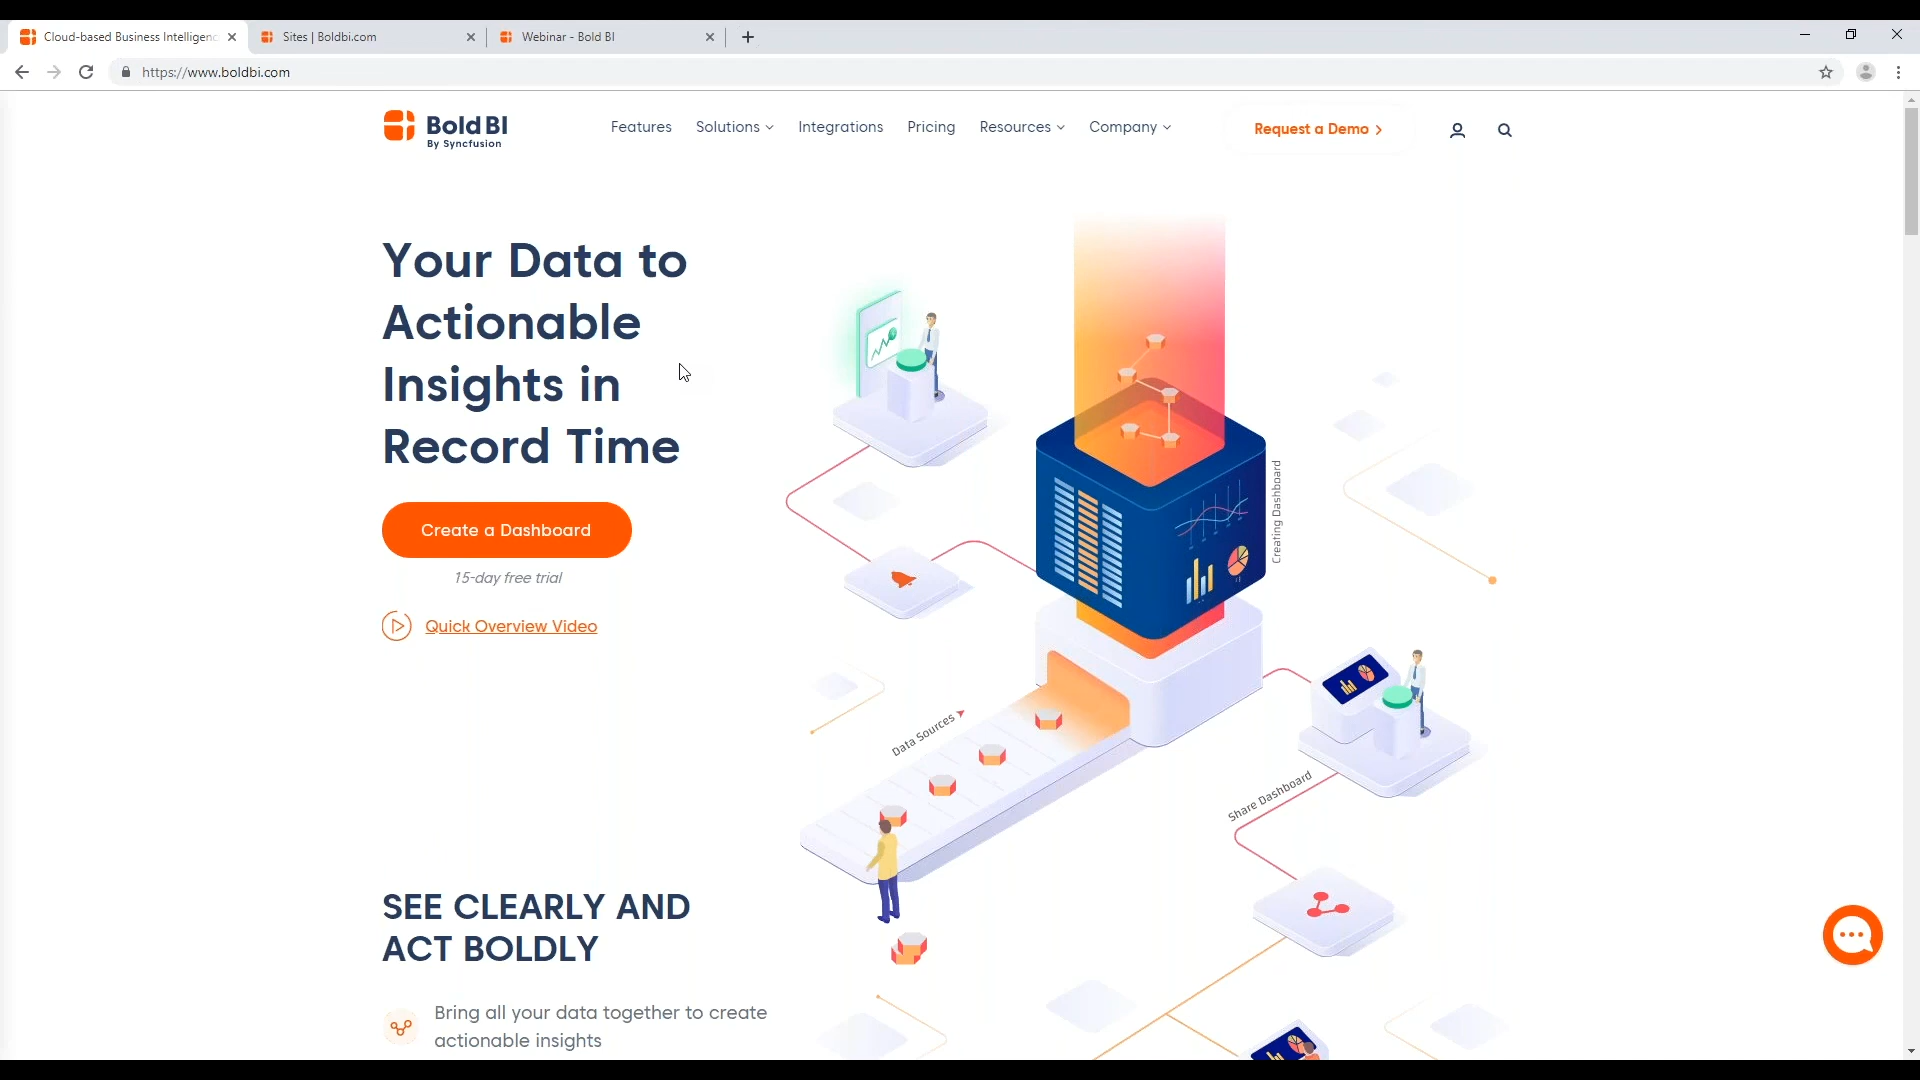 Cloud-based Business Intelligenc
Sites | Boldbi.com
Webinar - Bold BI
https://www.boldbi.com
Bold BI
By Syncfusion
Features
Solutions
Integrations
Pricing
Resources
Company
Request a Demo
Your Data to
Actionable
Insights in
Record Time
Create a Dashboard
15-day free trial
Quick Overview Video
Creating Dashboard
Data Sources
Share Dashboard
SEE CLEARLY AND
ACT BOLDLY
Bring all your data together to create
actionable insights